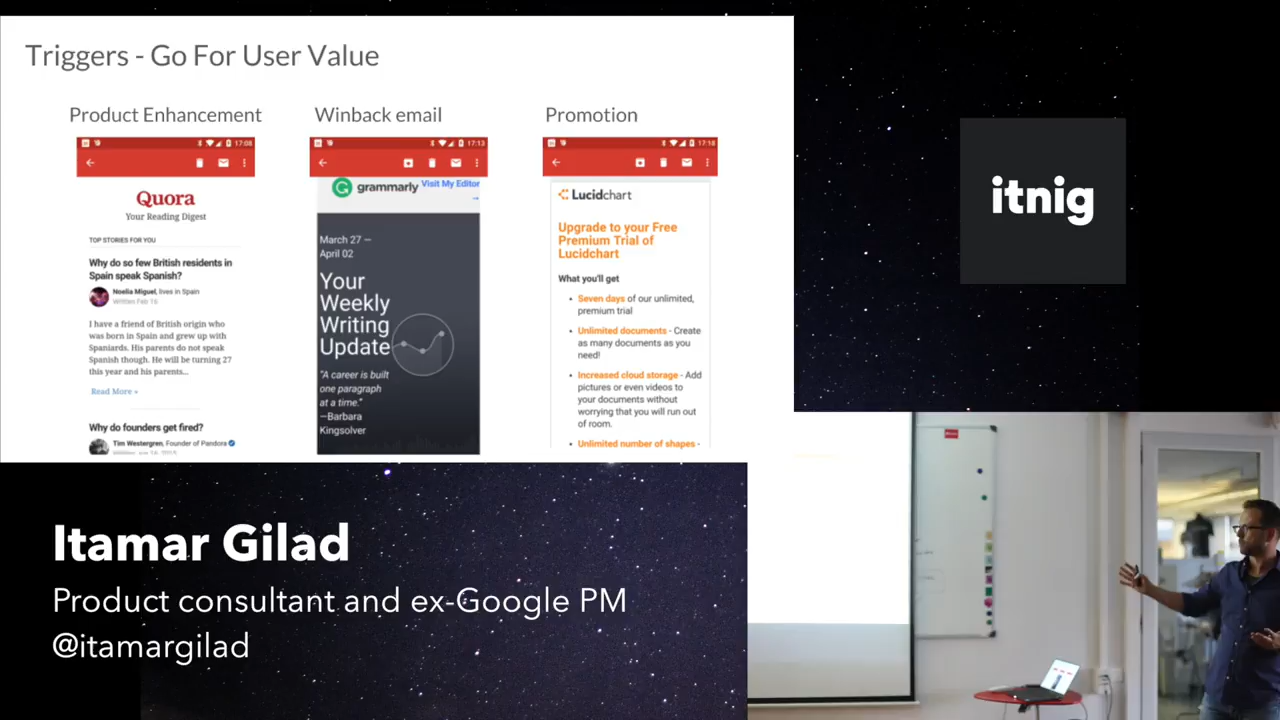 Triggers - Go For User Value
Product Enhancement
17:08
Quora
Your Reading Digest
TOP STORIES FOR YOU
Why do so few British residents in
Spain speak Spanish?
Noelia Miguel, lives in Spain
Written Feb 16
I have a friend of British origin who
was born in Spain and grew up with
Spaniards. His parents do not speak
Spanish though. He will be turning 27
this year and his parents...
Read More »
Why do founders get fired?
Tim Westergren, Founder of Pandora
Winback email
17:13
grammarly
Visit My Editor
→
March 27 –
April 02
Your
Weekly
Writing
Update
"A career is built
one paragraph
at a time."
—Barbara
Kingsolver
Promotion
17:18
Lucidchart
Upgrade to your Free
Premium Trial of
Lucidchart
What you'll get
• Seven days of our unlimited,
premium trial
• Unlimited documents - Create
as many documents as you
need!
• Increased cloud storage - Add
pictures or even videos to
your documents without
worrying that you will run out
of room.
• Unlimited number of shapes -
itnig
Itamar Gilad
Product consultant and ex-Google PM
@itamargilad